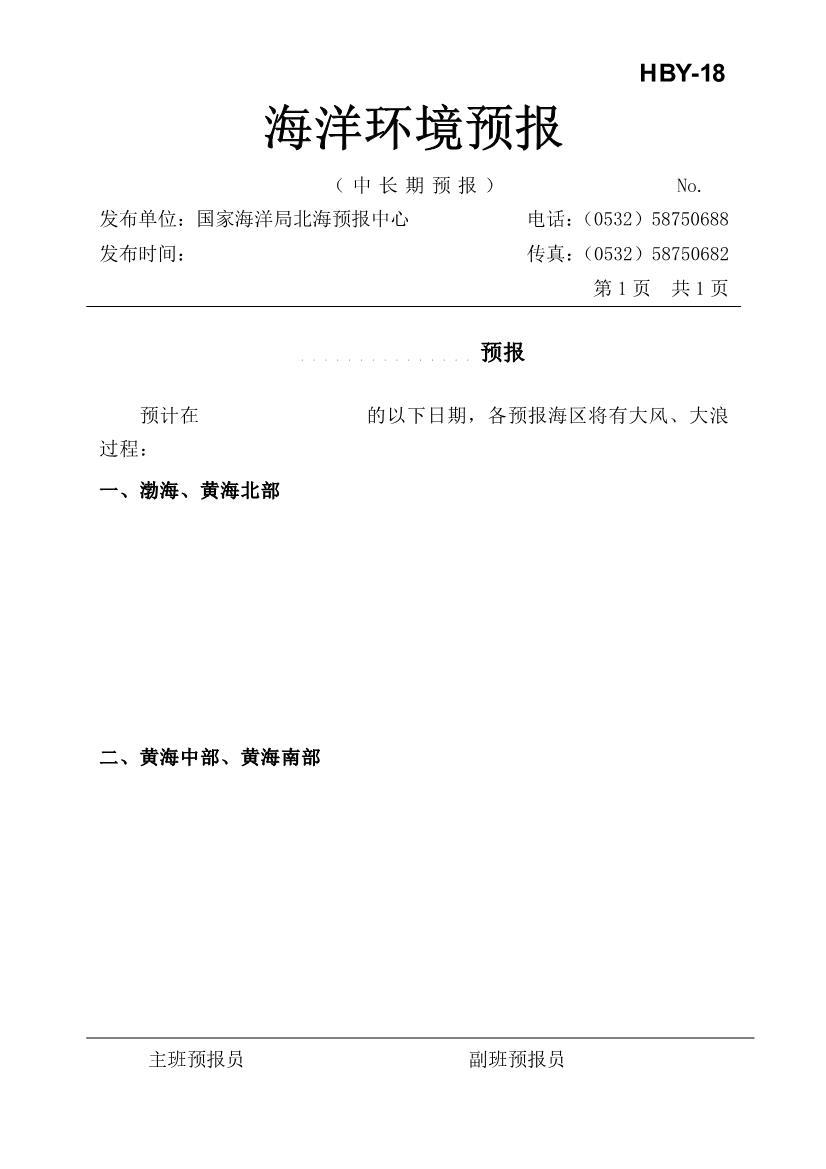 HBY-18
海洋环境预报
（中长期预报） No.
发布单位：国家海洋局北海预报中心 电话：（0532）58750688
发布时间： 传真：（0532）58750682
第1页 共1页
...............预报
预计在 的以下日期，各预报海区将有大风、大浪
过程：
一、渤海、黄海北部
二、黄海中部、黄海南部
主班预报员 副班预报员